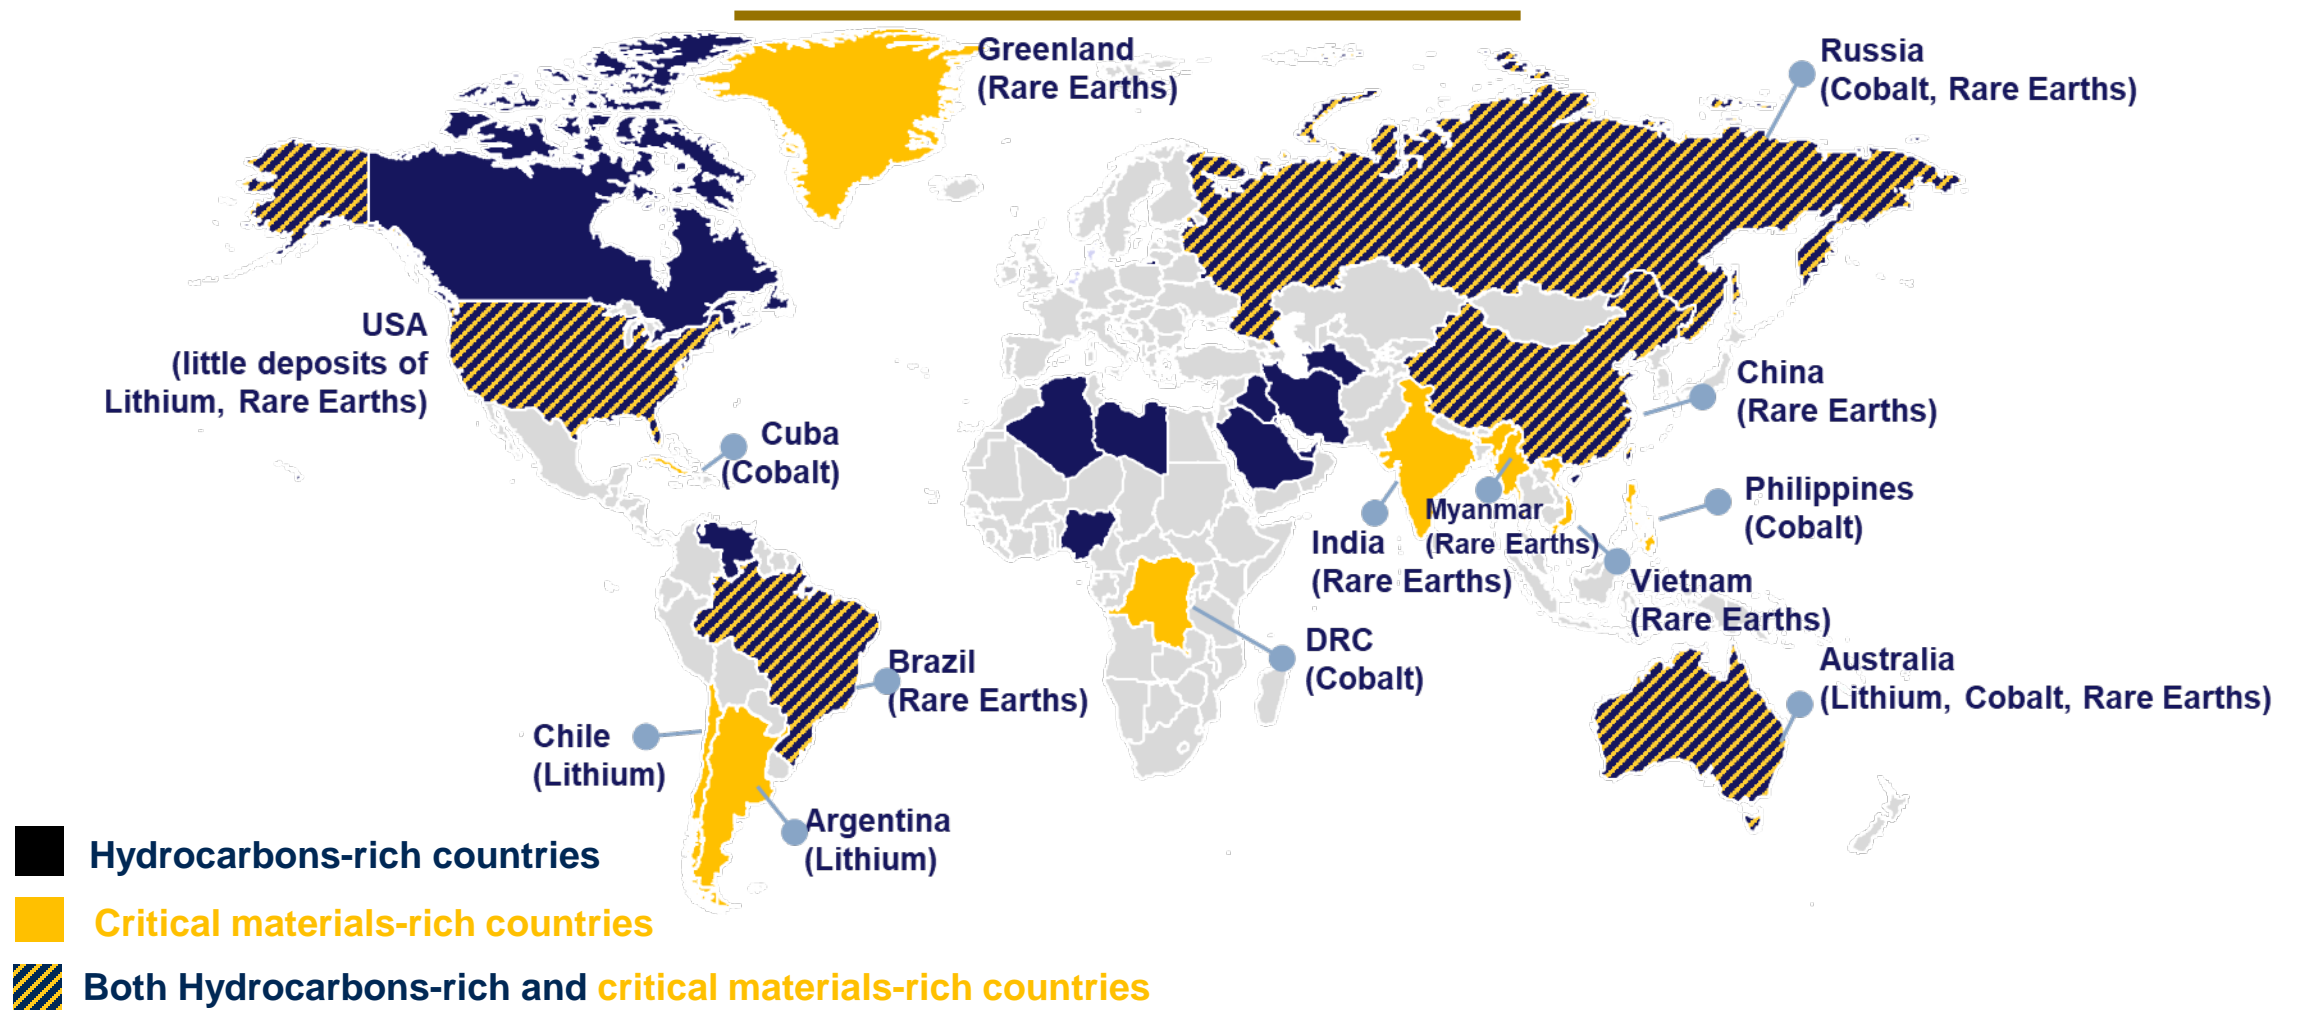 Greenland
(Rare Earths)
Russia
(Cobalt, Rare Earths)
USA
(little deposits of
Lithium, Rare Earths)
China
(Rare Earths)
Cuba
(Cobalt)
Philippines
(Cobalt)
Myanmar
(Rare Earths)
India
(Rare Earths)
Vietnam
(Rare Earths)
DRC
(Cobalt)
Australia
(Lithium, Cobalt, Rare Earths)
Brazil
(Rare Earths)
Chile
(Lithium)
Argentina
(Lithium)
Hydrocarbons-rich countries
Critical materials-rich countries
Both Hydrocarbons-rich and critical materials-rich countries